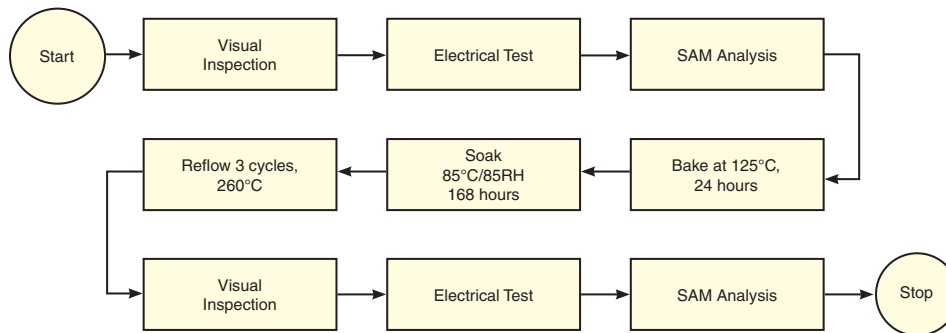 Start
Visual
Inspection
Electrical Test
SAM Analysis
Bake at 125°C,
24 hours
Soak
85°C/85RH
168 hours
Reflow 3 cycles,
260°C
Visual
Inspection
Electrical Test
SAM Analysis
Stop